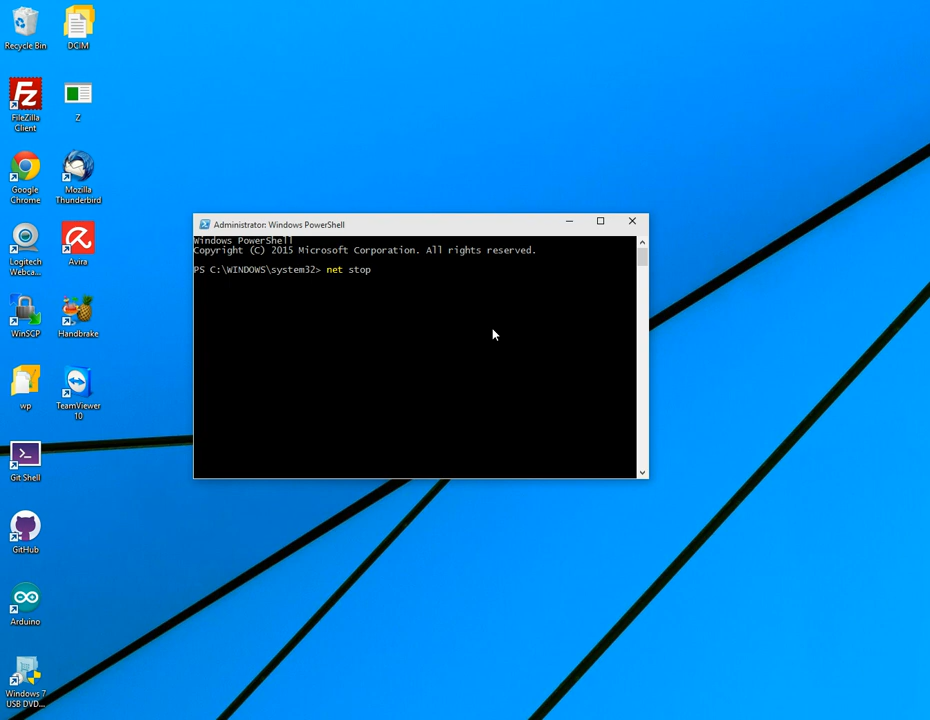 Recycle Bin
DCIM
FileZilla
Client
Z
Google
Chrome
Mozilla
Thunderbird
Logitech
Webca...
Avira
WinSCP
Handbrake
wp
TeamViewer
10
Git Shell
GitHub
Arduino
Windows 7
USB DVD...
Administrator: Windows PowerShell
Windows PowerShell
Copyright (C) 2015 Microsoft Corporation. All rights reserved.
PS C:\WINDOWS\system32> net stop